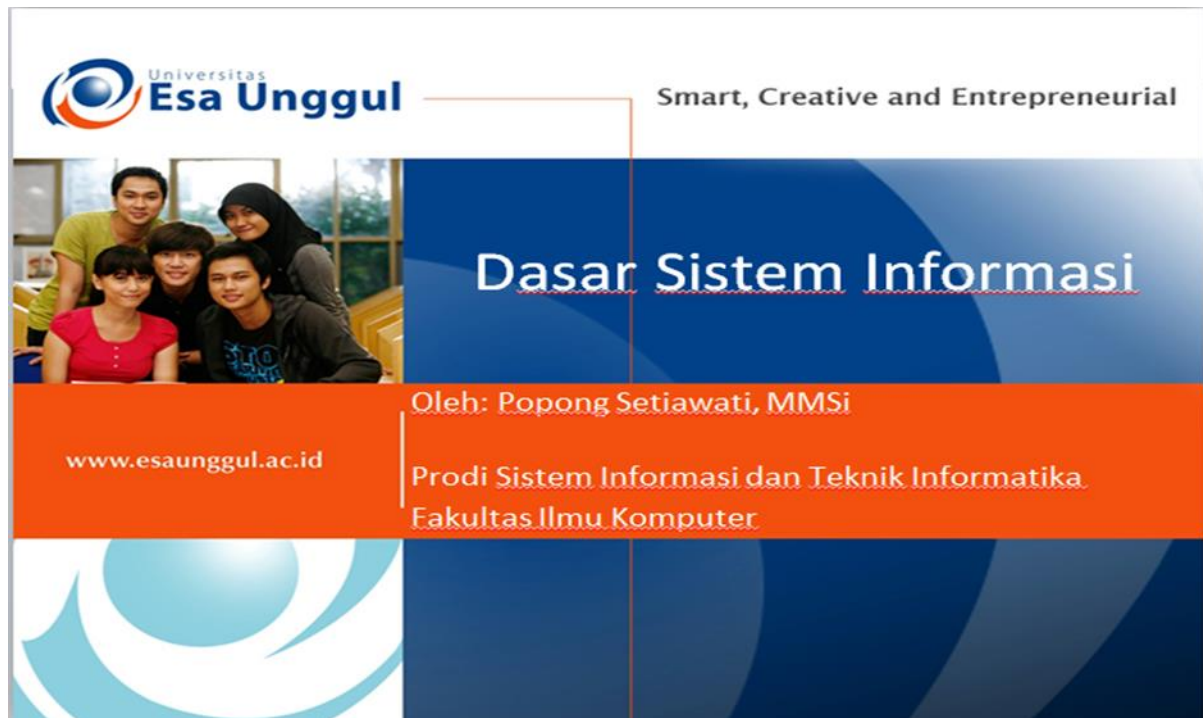 Universitas
Esa Unggul
Smart, Creative and Entrepreneurial
Dasar Sistem Informasi
Oleh: Popong Setiawati, MMSi
www.esaunggul.ac.id
Prodi Sistem Informasi dan Teknik Informatika
Fakultas Ilmu Komputer